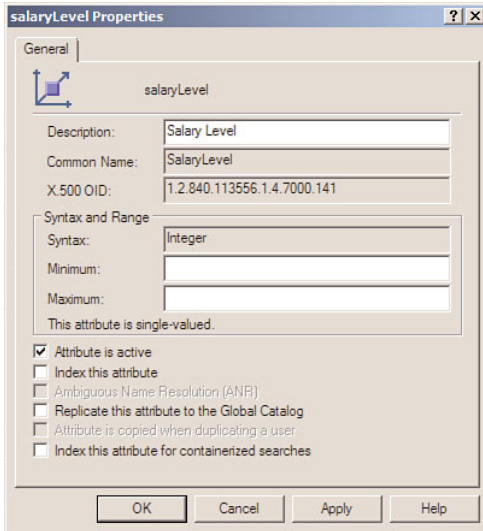 salaryLevel Properties
General
salaryLevel
Description: Salary Level
Common Name: SalaryLevel
X.500 OID: 1.2.840.113556.1.4.7000.141
Syntax and Range
Syntax: Integer
Minimum:
Maximum:
This attribute is single-valued.
Attribute is active
Index this attribute
Ambiguous Name Resolution (ANR)
Replicate this attribute to the Global Catalog
Attribute is copied when duplicating a user
Index this attribute for containerized searches
OK Cancel Apply Help